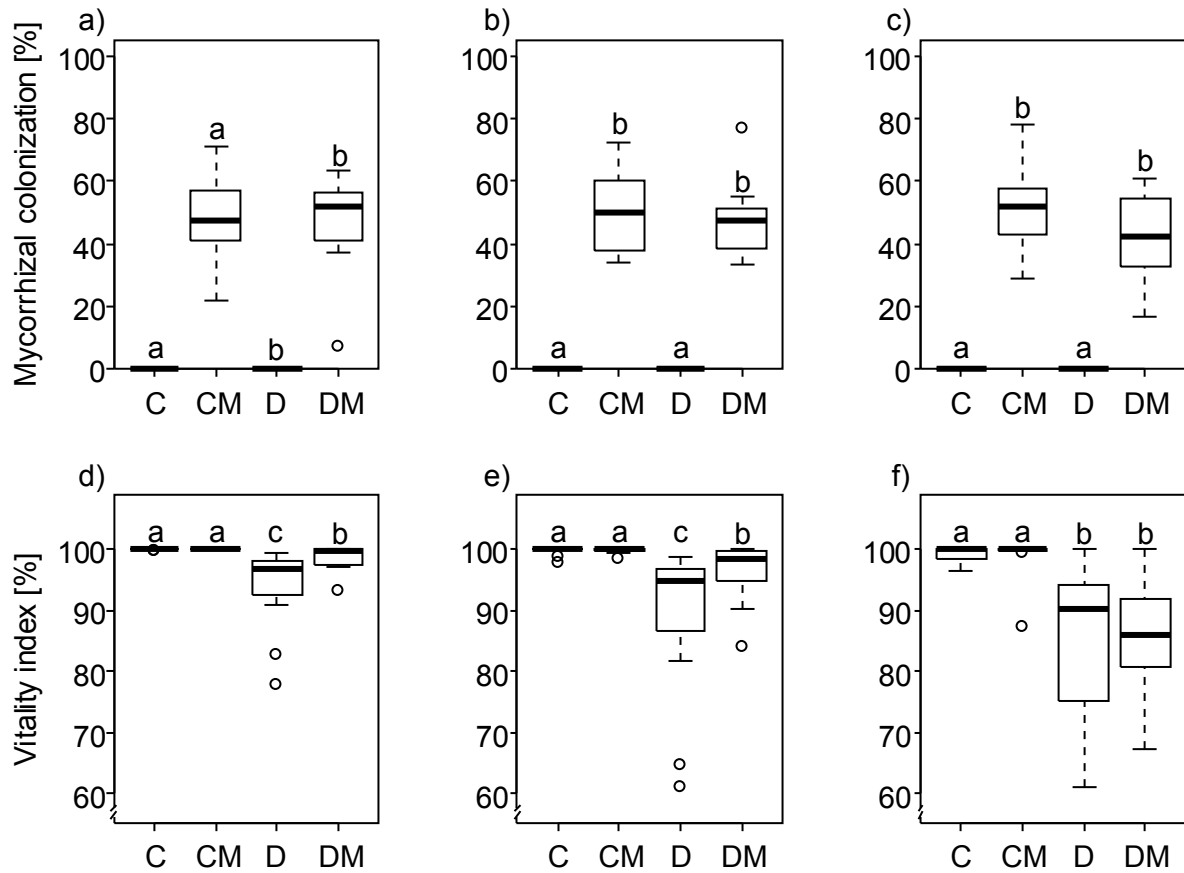 a) b) c)
Mycorrhizal colonization [%]
100 100 100
80 80 80
60 60 60
40 40 40
20 20 20
0 0 0
a a b b
a b a b
a b a b
C CM D DM C CM D DM C CM D DM
d) e) f)
Vitality index [%]
100 100 100
90 90 90
80 80 80
70 70 70
60 60 60
a a c b
a a c b
a a b b
C CM D DM C CM D DM C CM D DM